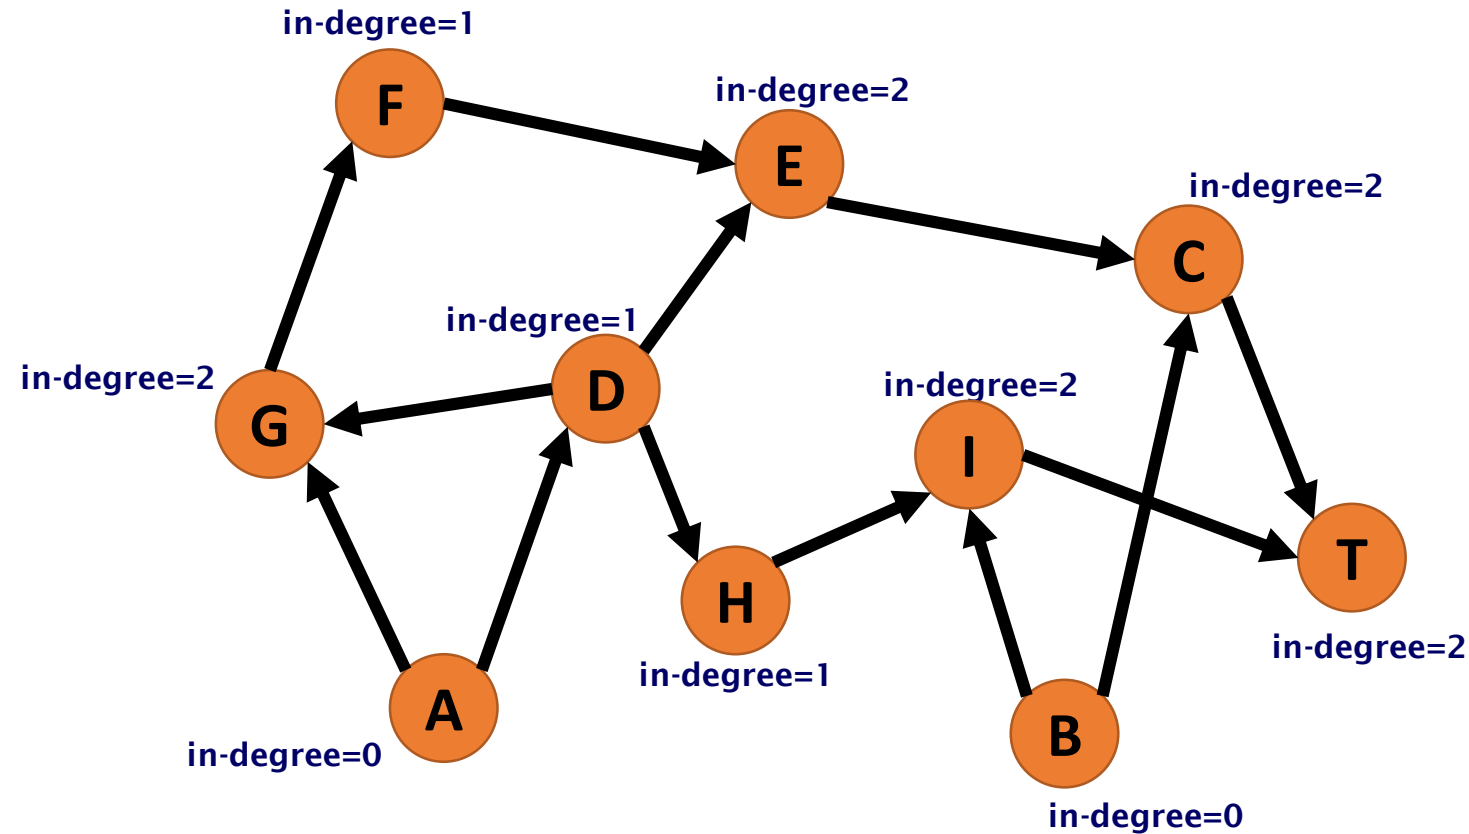 in-degree=1
F
in-degree=2
E
in-degree=2
C
in-degree=1
D
in-degree=2
G
in-degree=2
I
T
in-degree=2
H
in-degree=1
A
in-degree=0
B
in-degree=0